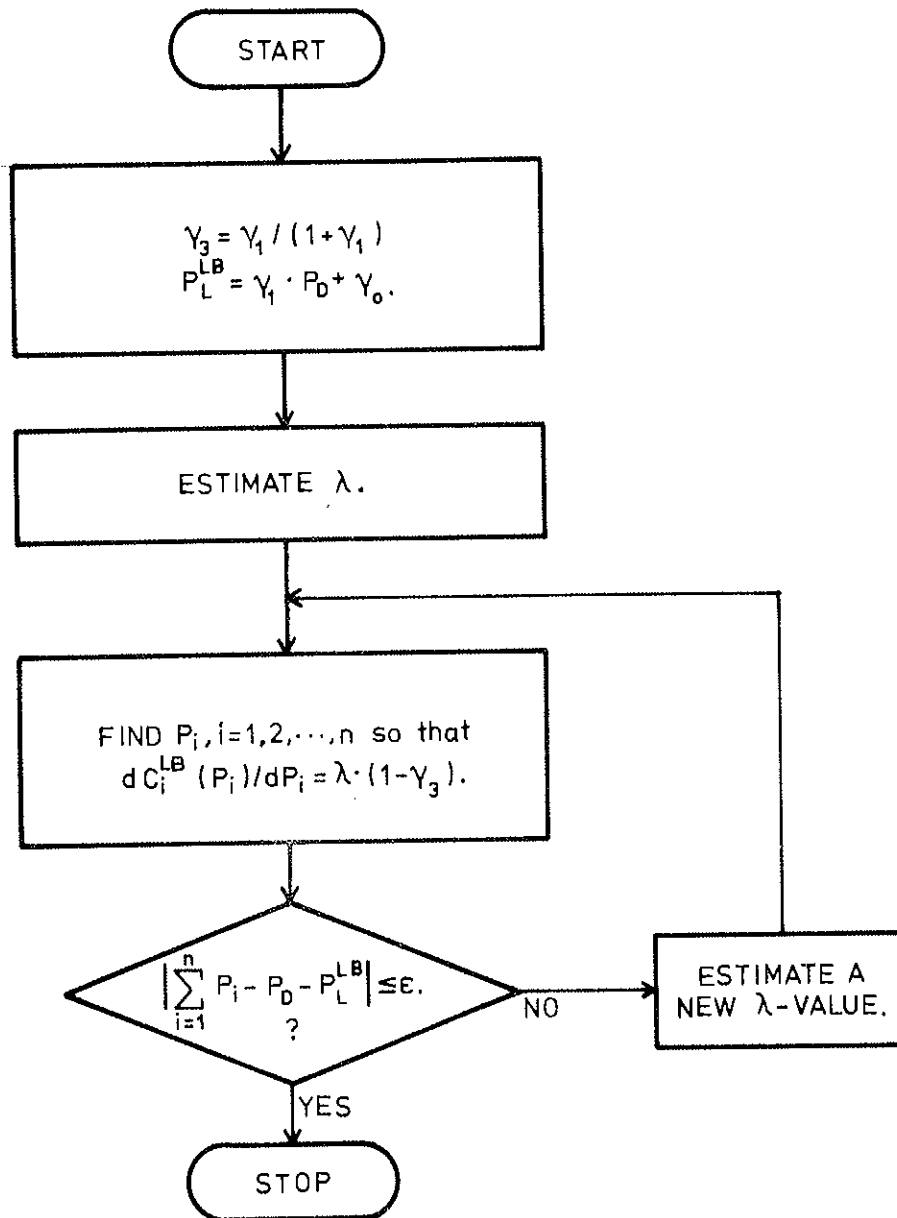 START
γ₃ = γ₁ / (1+γ₁)
P_L^LB = γ₁ · P_D + γ₀.
ESTIMATE λ.
FIND P_i, i=1,2,···,n so that
dC_i^LB (P_i)/dP_i = λ·(1-γ₃).
|∑_{i=1}^{n} P_i - P_D - P_L^LB| ≤ ε.
?
NO
ESTIMATE A
NEW λ-VALUE.
YES
STOP